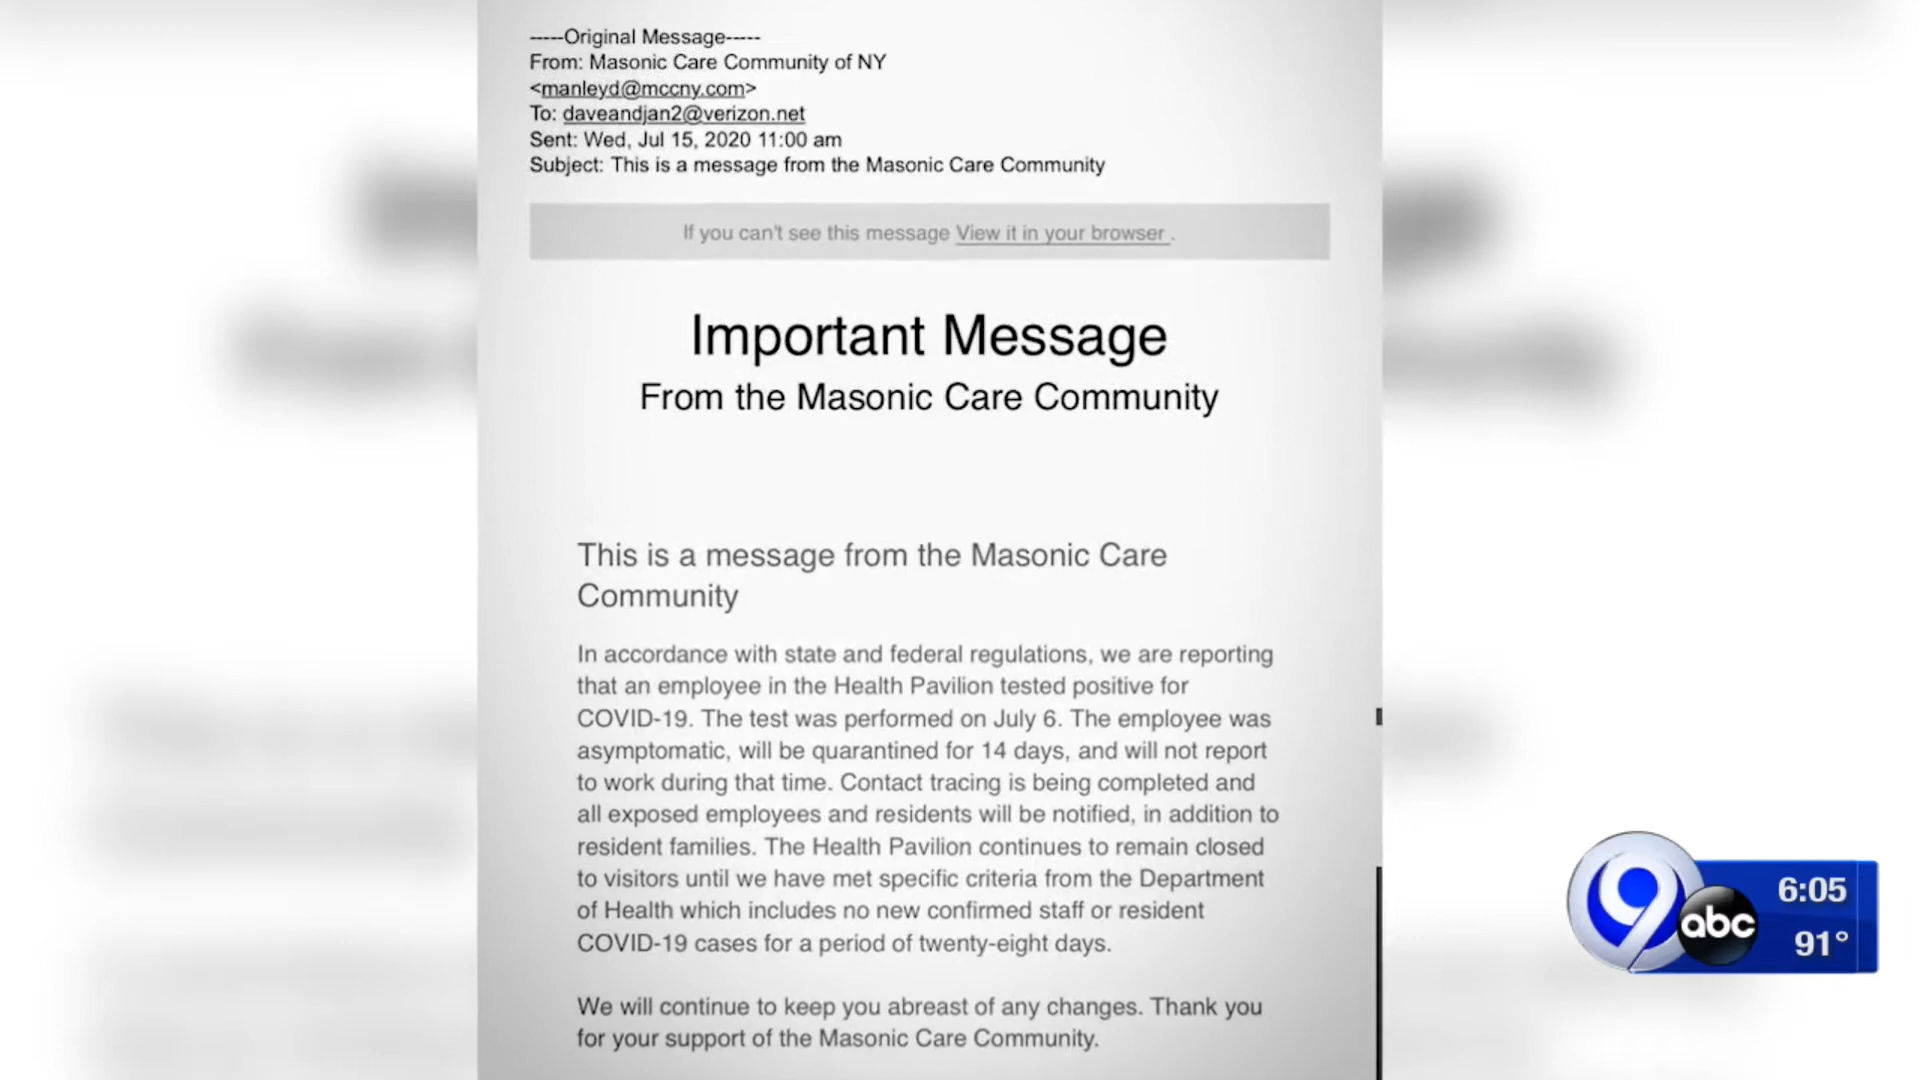 -----Original Message-----
From: Masonic Care Community of NY
<manleyd@mccny.com>
To: daveandjan2@verizon.net
Sent: Wed, Jul 15, 2020 11:00 am
Subject: This is a message from the Masonic Care Community
If you can't see this message View it in your browser .
Important Message
From the Masonic Care Community
This is a message from the Masonic Care
Community
In accordance with state and federal regulations, we are reporting
that an employee in the Health Pavilion tested positive for
COVID-19. The test was performed on July 6. The employee was
asymptomatic, will be quarantined for 14 days, and will not report
to work during that time. Contact tracing is being completed and
all exposed employees and residents will be notified, in addition to
resident families. The Health Pavilion continues to remain closed
to visitors until we have met specific criteria from the Department
of Health which includes no new confirmed staff or resident
COVID-19 cases for a period of twenty-eight days.
We will continue to keep you abreast of any changes. Thank you
for your support of the Masonic Care Community.
9 abc
6:05
91°